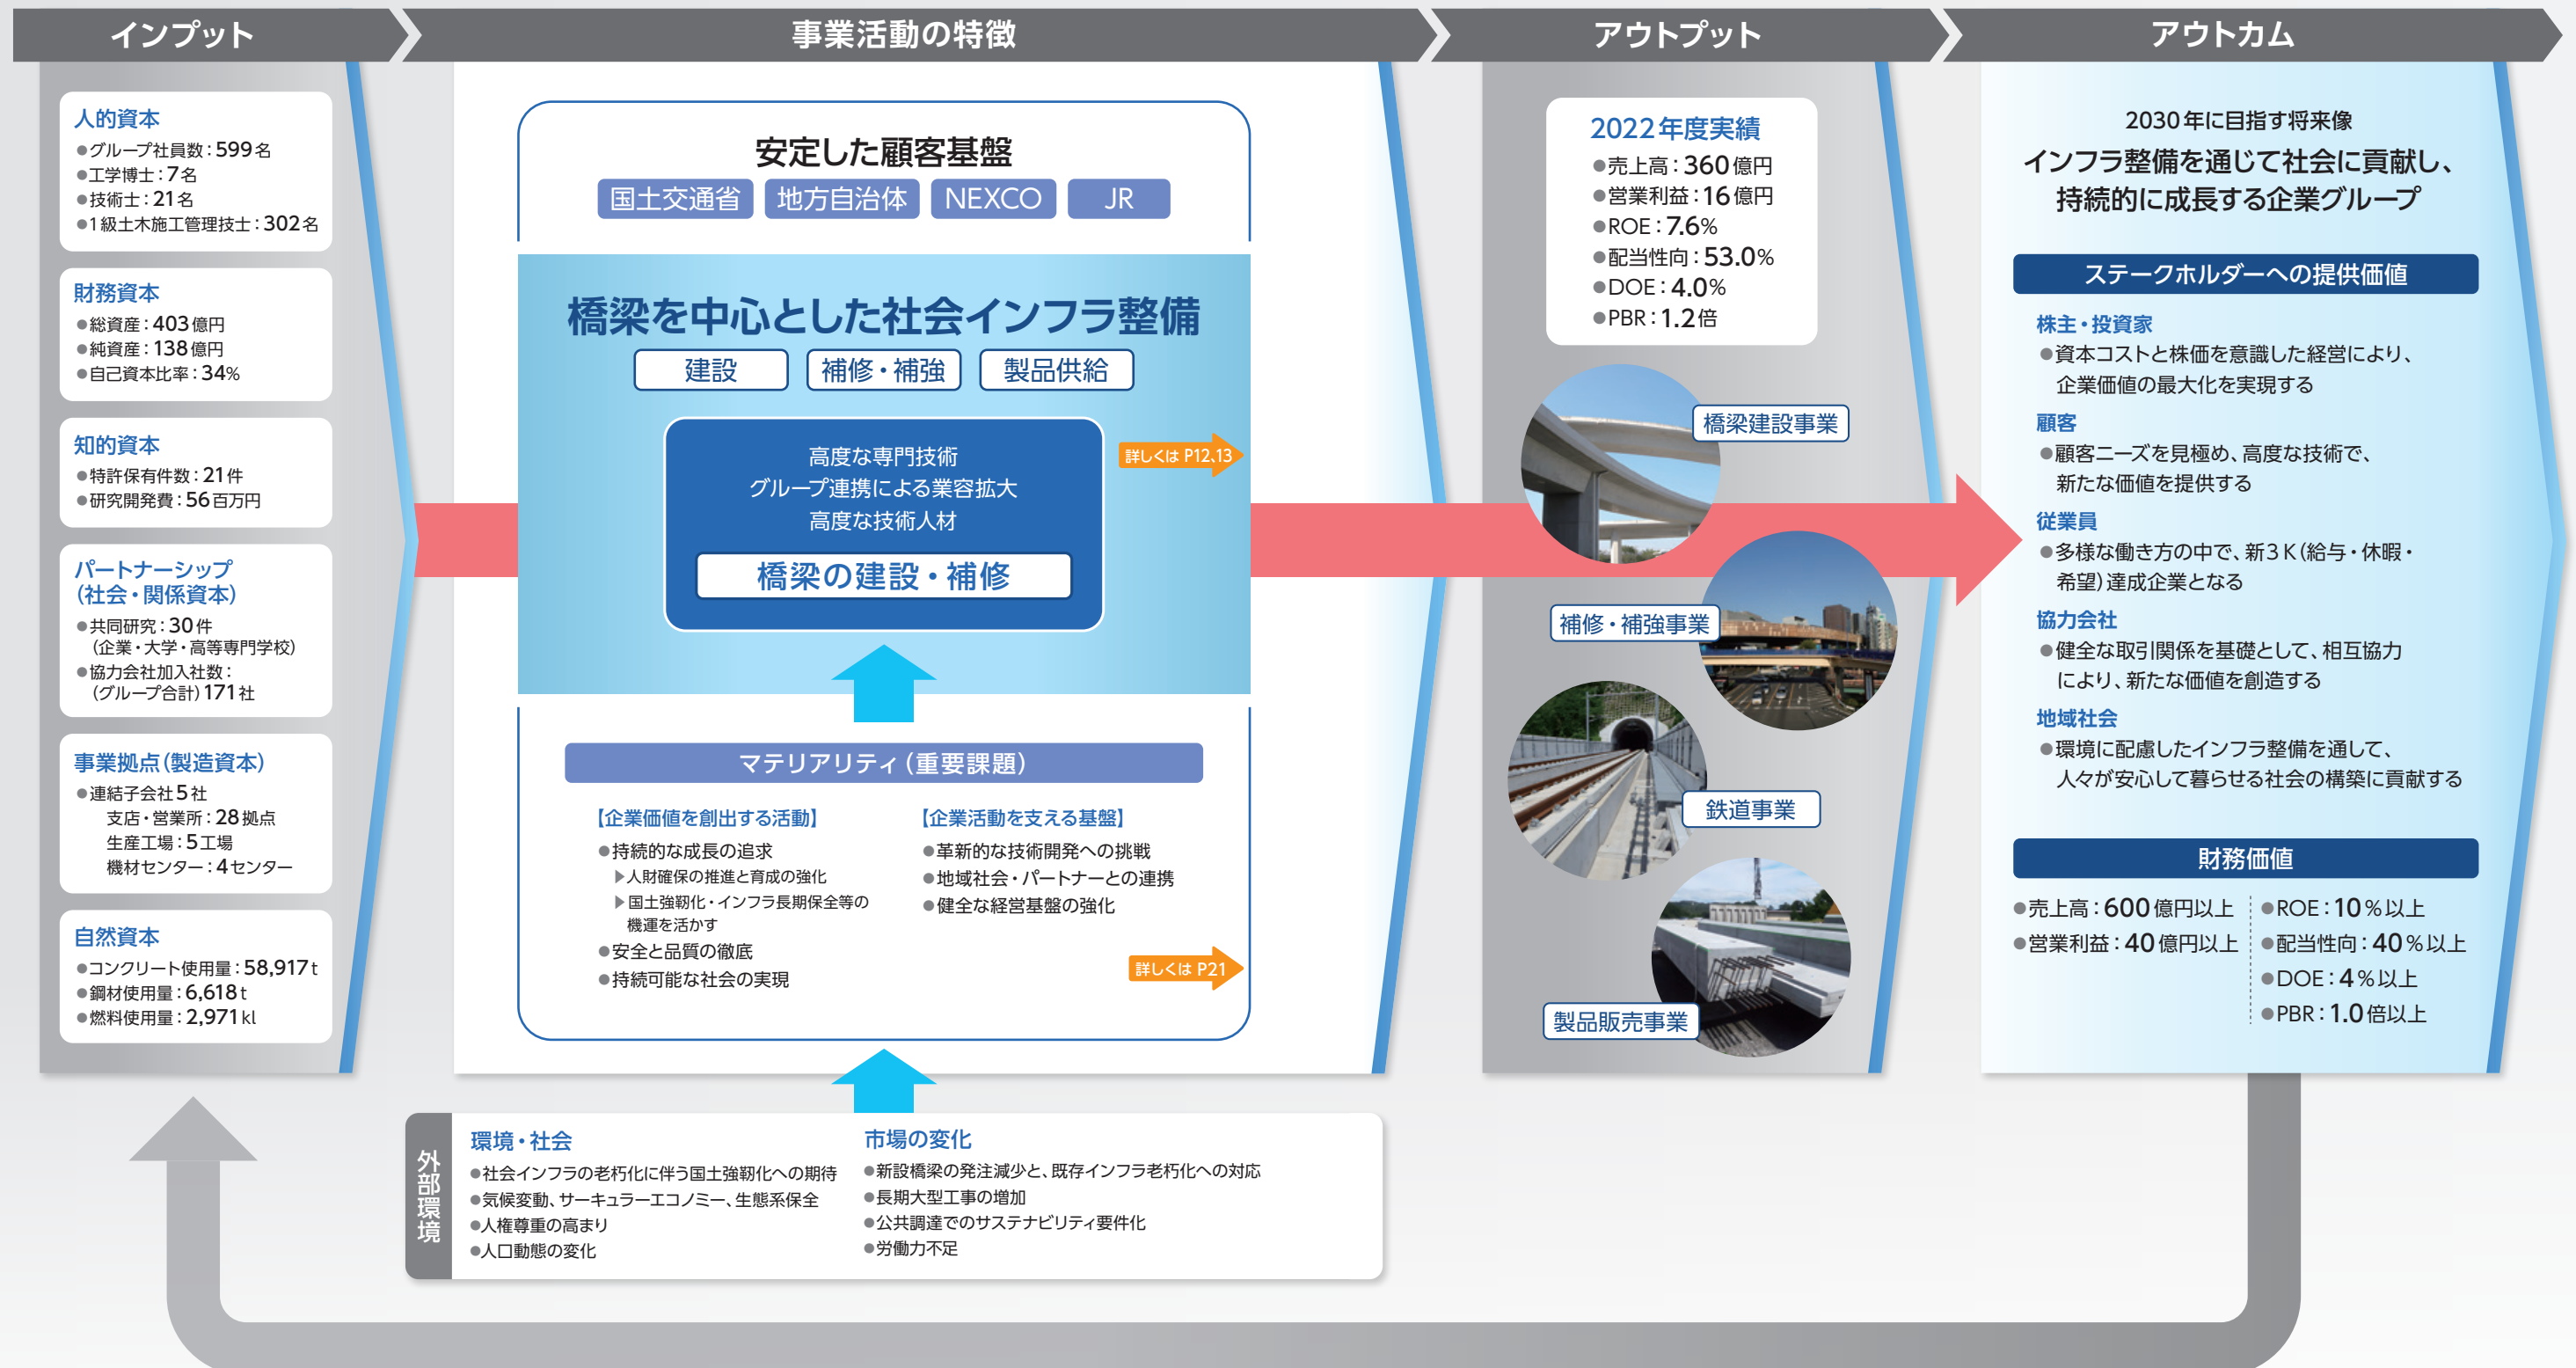 インプット
人的資本
●グループ社員数：599名
●工学博士：7名
●技術士：21名
●1級土木施工管理技士：302名
財務資本
●総資産：403億円
●純資産：138億円
●自己資本比率：34%
知的資本
●特許保有件数：21件
●研究開発費：56百万円
パートナーシップ
（社会・関係資本）
●共同研究：30件
（企業・大学・高等専門学校）
●協力会社加入社数：
（グループ合計）171社
事業拠点（製造資本）
●連結子会社5社
支店・営業所：28拠点
生産工場：5工場
機材センター：4センター
自然資本
●コンクリート使用量：58,917t
●鋼材使用量：6,618t
●燃料使用量：2,971kl
事業活動の特徴
安定した顧客基盤
国土交通省 地方自治体 NEXCO JR
橋梁を中心とした社会インフラ整備
建設 補修・補強 製品供給
高度な専門技術
グループ連携による業容拡大
高度な技術人材
橋梁の建設・補修
詳しくは P12、13
マテリアリティ（重要課題）
【企業価値を創出する活動】
●持続的な成長の追求
▶人財確保の推進と育成の強化
▶国土強靭化・インフラ長期保全等の
機運を活かす
●安全と品質の徹底
●持続可能な社会の実現
【企業活動を支える基盤】
●革新的な技術開発への挑戦
●地域社会・パートナーとの連携
●健全な経営基盤の強化
詳しくは P21
外部環境
環境・社会
●社会インフラの老朽化に伴う国土強靭化への期待
●気候変動、サーキュラーエコノミー、生態系保全
●人権尊重の高まり
●人口動態の変化
市場の変化
●新設橋梁の発注減少と、既存インフラ老朽化への対応
●長期大型工事の増加
●公共調達でのサステナビリティ要件化
●労働力不足
アウトプット
2022年度実績
●売上高：360億円
●営業利益：16億円
●ROE：7.6%
●配当性向：53.0%
●DOE：4.0%
●PBR：1.2倍
橋梁建設事業
補修・補強事業
鉄道事業
製品販売事業
アウトカム
2030年に目指す将来像
インフラ整備を通じて社会に貢献し、
持続的に成長する企業グループ
ステークホルダーへの提供価値
株主・投資家
●資本コストと株価を意識した経営により、
企業価値の最大化を実現する
顧客
●顧客ニーズを見極め、高度な技術で、
新たな価値を提供する
従業員
●多様な働き方の中で、新3K（給与・休暇・
希望）達成企業となる
協力会社
●健全な取引関係を基礎として、相互協力
により、新たな価値を創造する
地域社会
●環境に配慮したインフラ整備を通して、
人々が安心して暮らせる社会の構築に貢献する
財務価値
●売上高：600億円以上
●営業利益：40億円以上
●ROE：10%以上
●配当性向：40%以上
●DOE：4%以上
●PBR：1.0倍以上